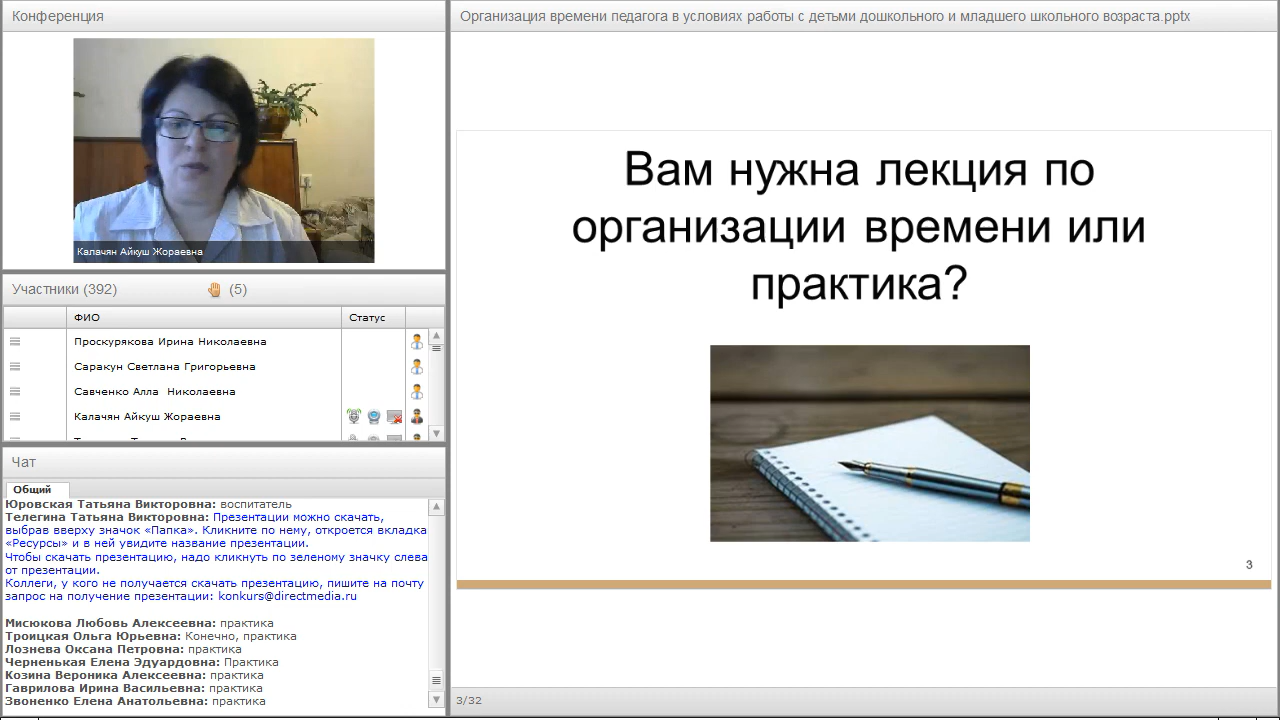 Конференция
Калачян Айкуш Жораевна
Участники (392)
(5)
ФИО
Статус
Проскурякова Ирина Николаевна
Саракун Светлана Григорьевна
Савченко Алла Николаевна
Калачян Айкуш Жораевна
Чат
Общий
Юровская Татьяна Викторовна: воспитатель
Телегина Татьяна Викторовна: Презентации можно скачать,
выбрав вверху значок «Папка». Кликните по нему, откроется вкладка
«Ресурсы» и в ней увидите название презентации.
Чтобы скачать презентацию, надо кликнуть по зеленому значку слева
от презентации.
Коллеги, у кого не получается скачать презентацию, пишите на почту
запрос на получение презентации: konkurs@directmedia.ru
Мисюкова Любовь Алексеевна: практика
Троицкая Ольга Юрьевна: Конечно, практика
Лознева Оксана Петровна: практика
Черненькая Елена Эдуардовна: Практика
Козина Вероника Алексеевна: практика
Гаврилова Ирина Васильевна: практика
Звоненко Елена Анатольевна: практика
Организация времени педагога в условиях работы с детьми дошкольного и младшего школьного возраста.pptx
Вам нужна лекция по
организации времени или
практика?
3
3/32